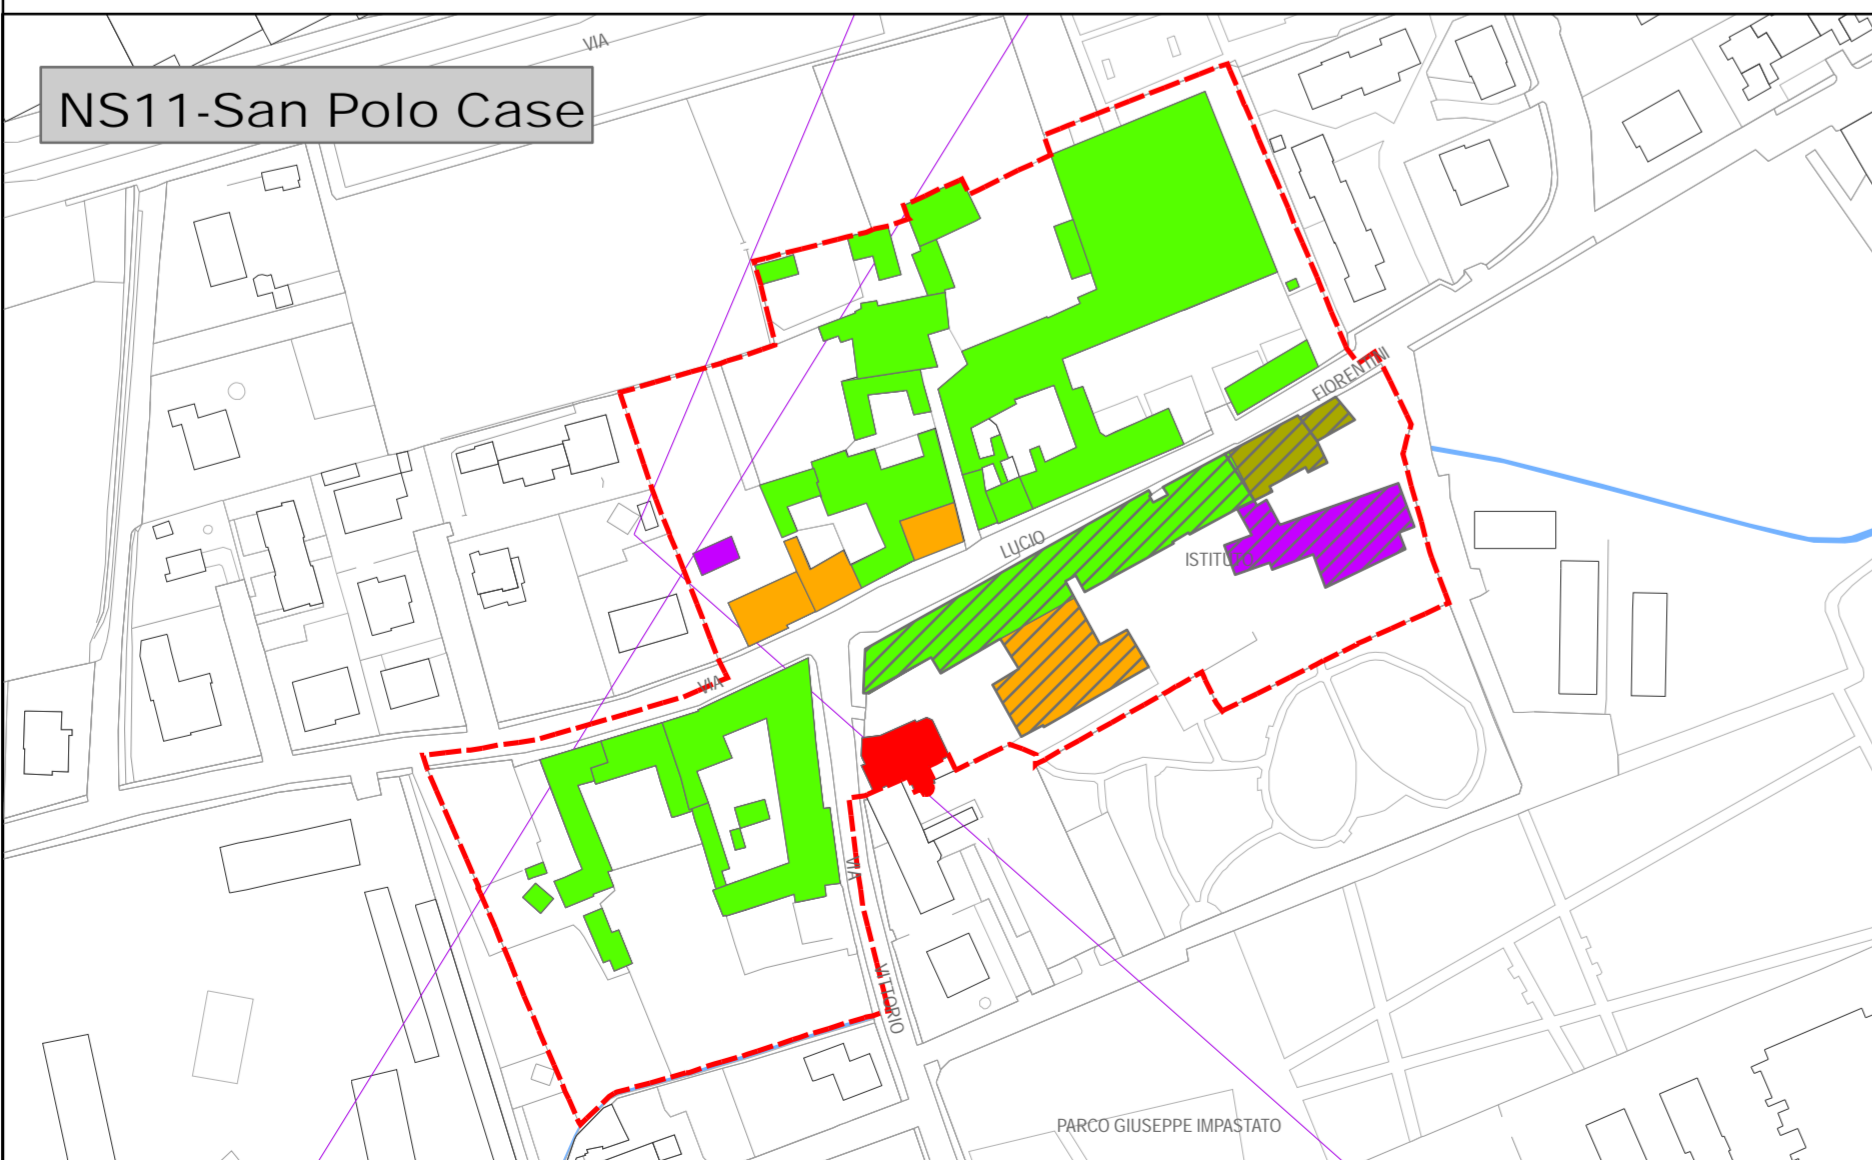 VIA
NS11-San Polo Case
FIORENTINI
LUCIO
ISTITU
VIA
VIA
VITTORIO
PARCO GIUSEPPE IMPASTATO